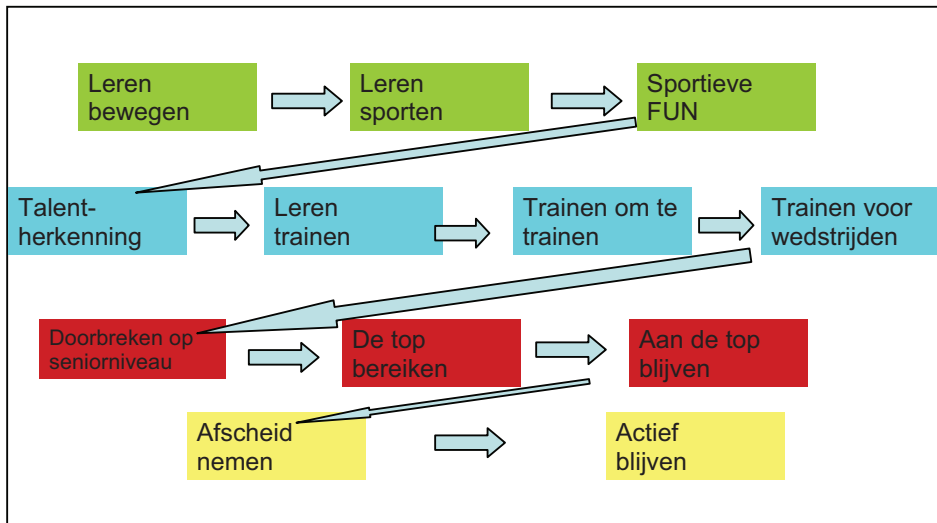 Leren
bewegen
Leren
sporten
Sportieve
FUN
Talent-
herkenning
Leren
trainen
Trainen om te
trainen
Trainen voor
wedstrijden
Doorbreken op
seniorniveau
De top
bereiken
Aan de top
blijven
Afscheid
nemen
Actief
blijven